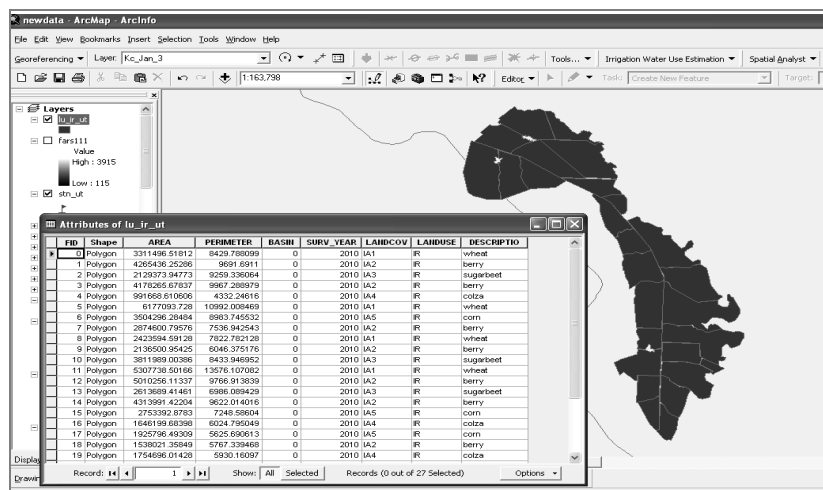 newdata - ArcMap - ArcInfo
File Edit View Bookmarks Insert Selection Tools Window Help
Georeferencing Layer: Kc_Jan_3 Tools... Irrigation Water Use Estimation Spatial Analyst
1:163,798 Editor Task: Create New Feature Target:
Layers
lu_ir_ut
fars111
Value
High : 3915
Low : 115
stn_ut
Attributes of lu_ir_ut
FID Shape AREA PERIMETER BASIN SURV_YEAR LANDCOV LANDUSE DESCRIPTIO
0 Polygon 3311496.51812 8429.788099 0 2010 IA1 IR wheat
1 Polygon 4265436.25286 9691.6911 0 2010 IA2 IR berry
2 Polygon 2129373.94773 9259.336064 0 2010 IA3 IR sugarbeet
3 Polygon 4178265.67837 9967.288979 0 2010 IA2 IR berry
4 Polygon 991668.610606 4332.24616 0 2010 IA4 IR colza
5 Polygon 6177093.728 10992.008469 0 2010 IA1 IR wheat
6 Polygon 3504296.28484 8983.745532 0 2010 IA5 IR corn
7 Polygon 2874600.79576 7536.942543 0 2010 IA2 IR berry
8 Polygon 2423594.59128 7822.782128 0 2010 IA1 IR wheat
9 Polygon 2136500.95425 6046.375176 0 2010 IA2 IR berry
10 Polygon 3811989.00386 8433.946952 0 2010 IA3 IR sugarbeet
11 Polygon 5307738.50166 13576.107082 0 2010 IA1 IR wheat
12 Polygon 5010256.11337 9766.913839 0 2010 IA2 IR berry
13 Polygon 2613689.41461 6986.089429 0 2010 IA3 IR sugarbeet
14 Polygon 4313991.42204 9622.014016 0 2010 IA2 IR berry
15 Polygon 2753392.8783 7248.58604 0 2010 IA5 IR corn
16 Polygon 1646199.68398 6024.795049 0 2010 IA4 IR colza
17 Polygon 1925796.49309 5625.690613 0 2010 IA5 IR corn
18 Polygon 1538021.35849 5767.339468 0 2010 IA2 IR berry
19 Polygon 1754696.01428 5930.16097 0 2010 IA4 IR colza
Display
Record: 1 Show: All Selected Records (0 out of 27 Selected) Options
Drawin